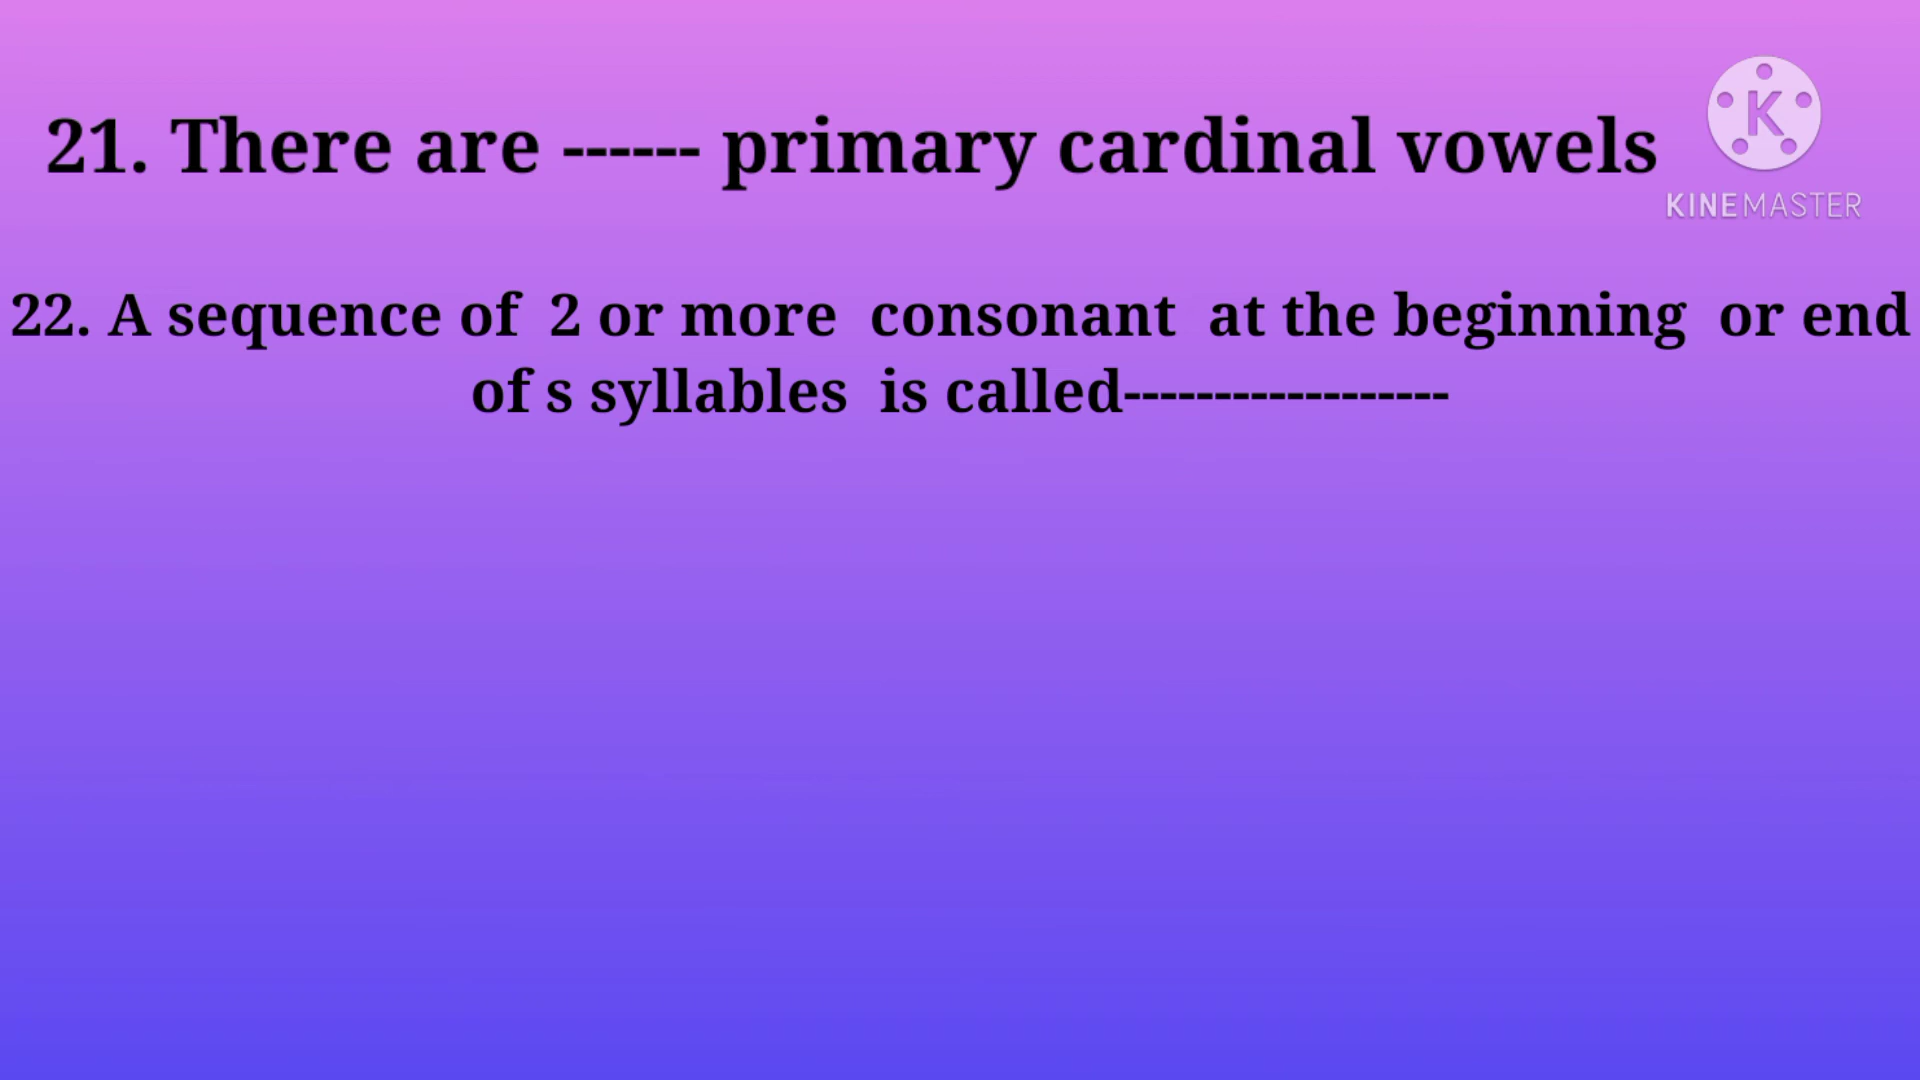 21. There are ------ primary cardinal vowels
K
KINEMASTER
22. A sequence of 2 or more consonant at the beginning or end
of s syllables is called------------------